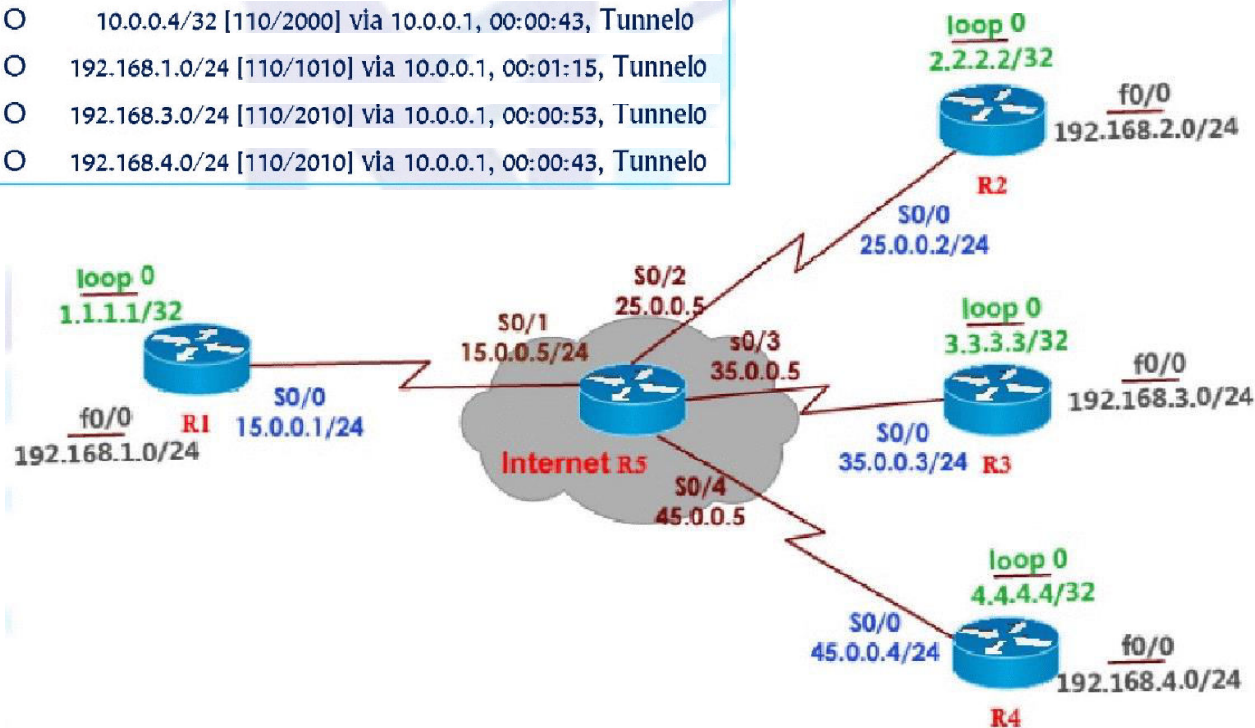 O 10.0.0.4/32 [110/2000] via 10.0.0.1, 00:00:43, Tunnel0
O 192.168.1.0/24 [110/1010] via 10.0.0.1, 00:01:15, Tunnel0
O 192.168.3.0/24 [110/2010] via 10.0.0.1, 00:00:53, Tunnel0
O 192.168.4.0/24 [110/2010] via 10.0.0.1, 00:00:43, Tunnel0
loop 0
2.2.2.2/32
f0/0
192.168.2.0/24
R2
S0/0
25.0.0.2/24
loop 0
1.1.1.1/32
S0/2
25.0.0.5
S0/1
15.0.0.5/24
s0/3
35.0.0.5
loop 0
3.3.3.3/32
f0/0
192.168.3.0/24
f0/0
192.168.1.0/24
R1
S0/0
15.0.0.1/24
S0/0
35.0.0.3/24
R3
Internet R5
S0/4
45.0.0.5
loop 0
4.4.4.4/32
S0/0
45.0.0.4/24
f0/0
192.168.4.0/24
R4